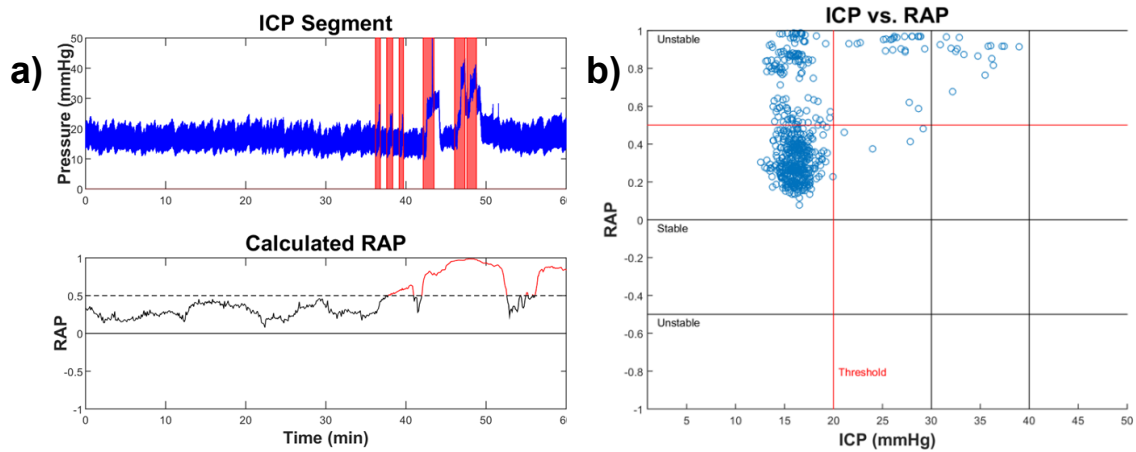 a)
ICP Segment
Pressure (mmHg)
50
40
30
20
10
0
0 10 20 30 40 50 60
Calculated RAP
RAP
1
0.5
0
-0.5
-1
0 10 20 30 40 50 60
Time (min)
b)
ICP vs. RAP
RAP
1
0.8
0.6
0.4
0.2
0
-0.2
-0.4
-0.6
-0.8
-1
Unstable
Stable
Unstable
Threshold
5 10 15 20 25 30 35 40 45 50
ICP (mmHg)